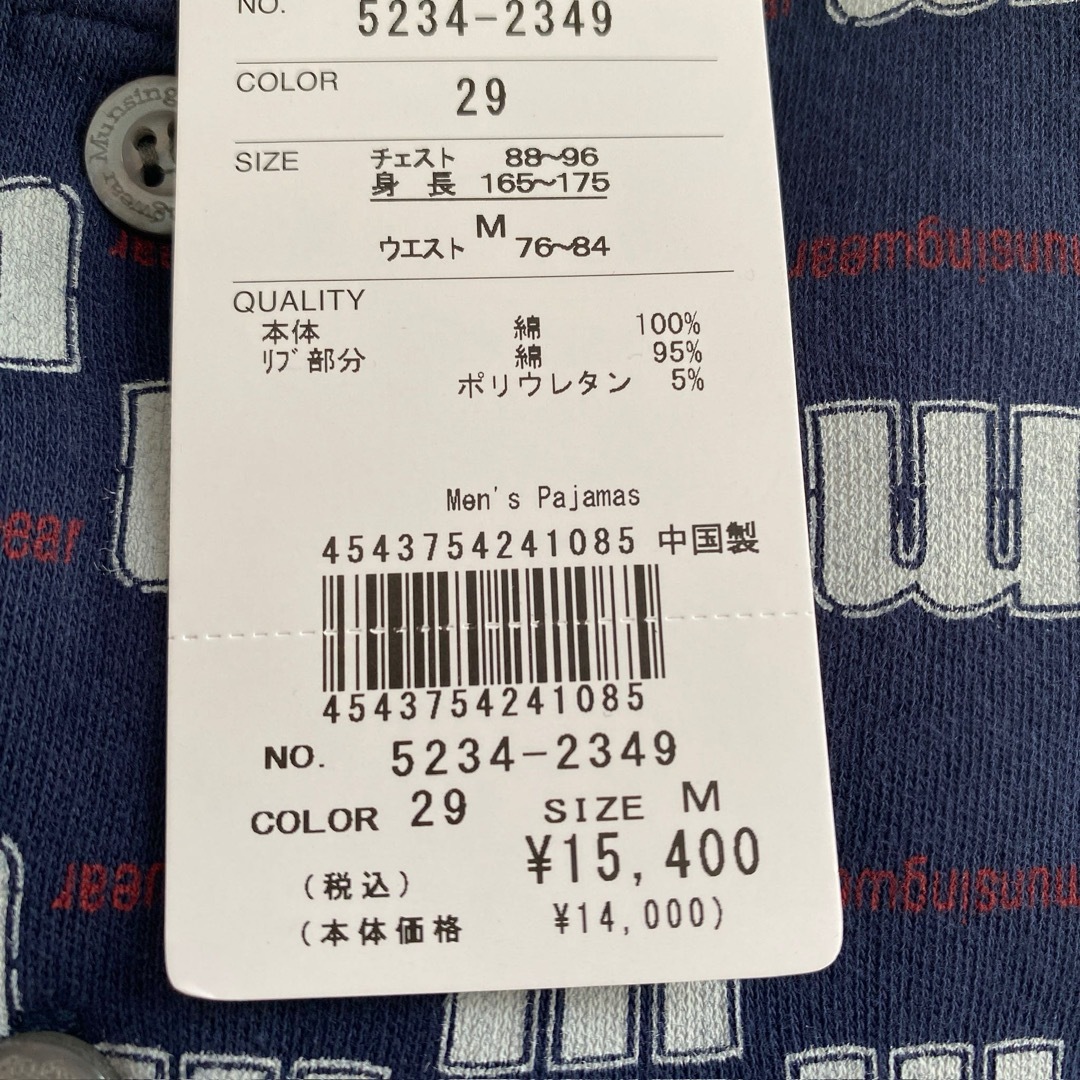 NO.
5234-2349
COLOR 29
SIZE チェスト 88~96
身長 165~175
M
ウエスト 76~84
QUALITY
本体 綿 100%
ﾘﾌﾞ部分 綿 95%
ポリウレタン 5%
Men's Pajamas
4543754241085 中国製
4543754241085
NO. 5234-2349
COLOR 29 SIZE M
(税込) ¥15,400
(本体価格 ¥14,000)
Munsingwear
munsingwear
munsingwear